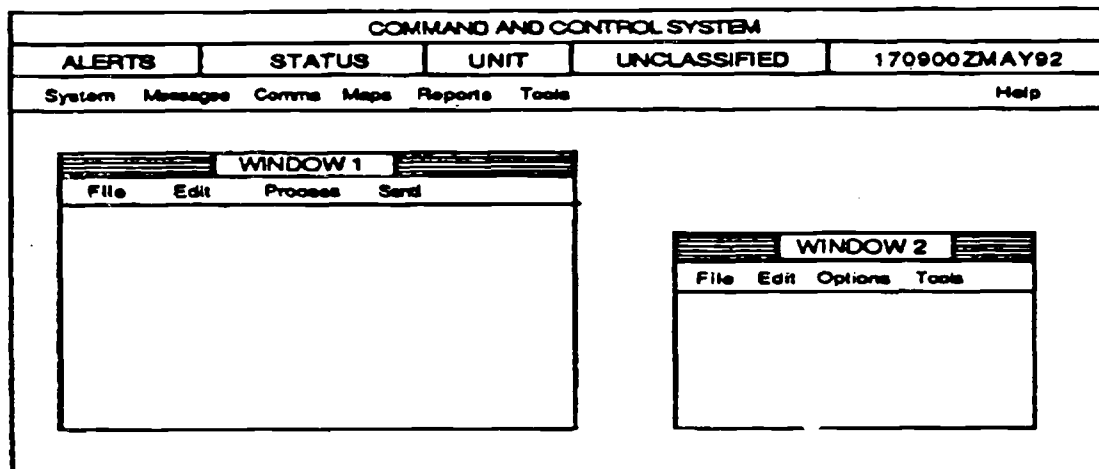 COMMAND AND CONTROL SYSTEM
ALERTS STATUS UNIT UNCLASSIFIED 170900ZMAY92
System Messages Comms Maps Reports Tools Help
WINDOW 1
File Edit Process Send
WINDOW 2
File Edit Options Tools